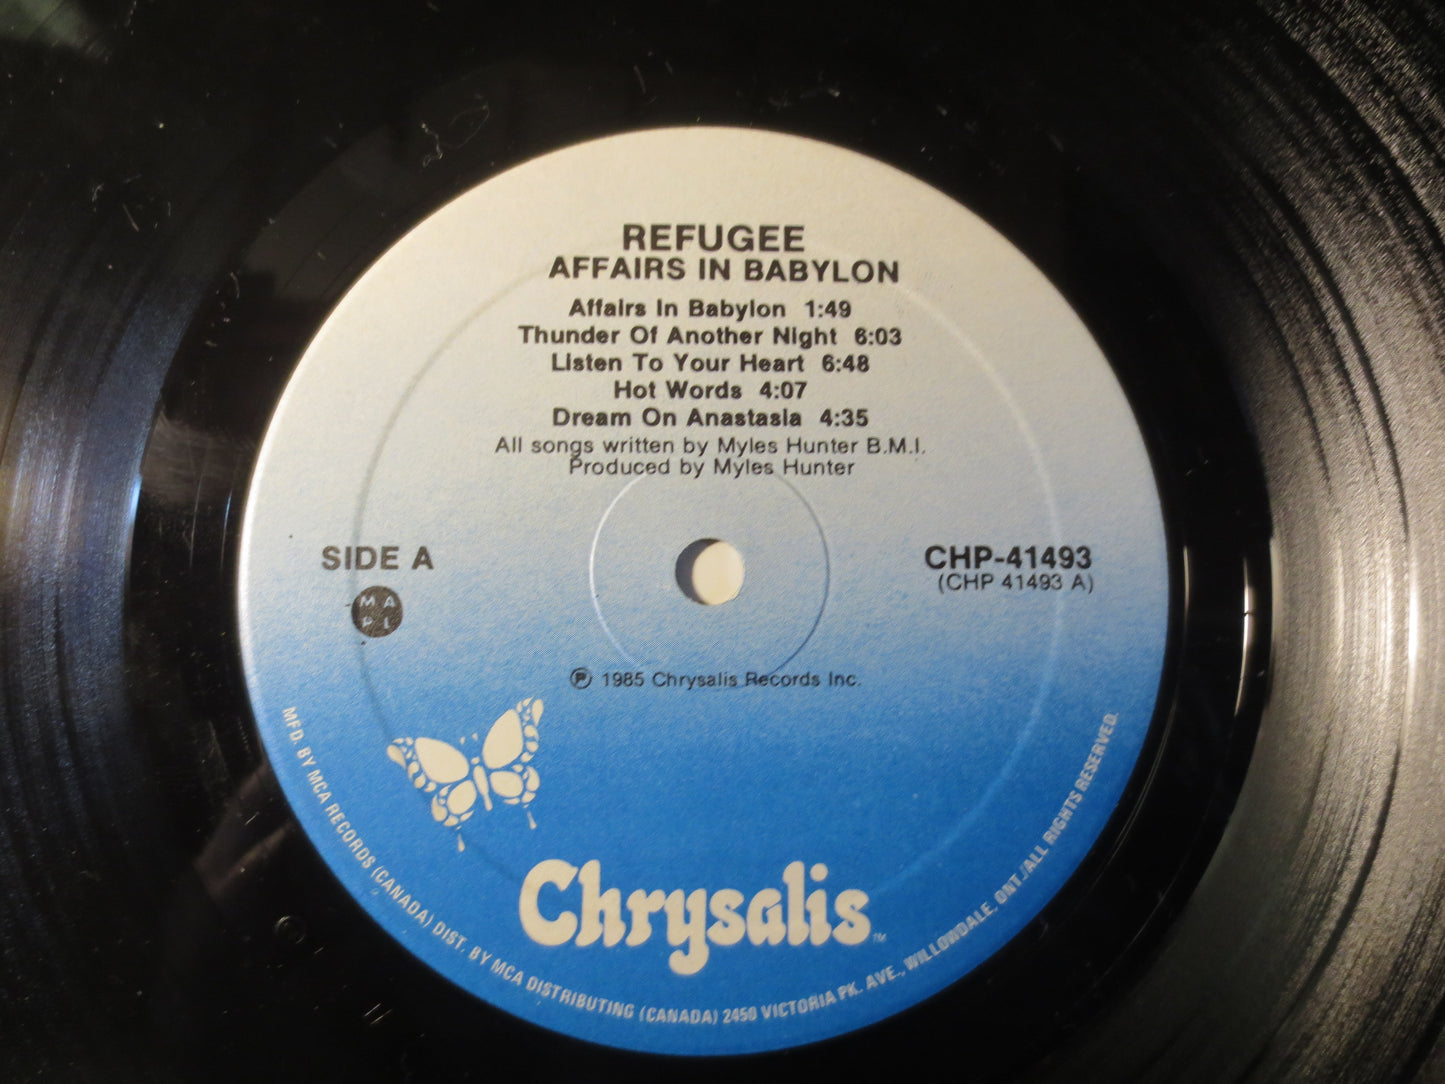 REFUGEE
AFFAIRS IN BABYLON
Affairs In Babylon 1:49
Thunder Of Another Night 6:03
Listen To Your Heart 6:48
Hot Words 4:07
Dream On Anastasia 4:35
All songs written by Myles Hunter B.M.I.
Produced by Myles Hunter
SIDE A
CHP-41493
(CHP 41493 A)
M A
P L
Ⓟ 1985 Chrysalis Records Inc.
Chrysalis™
MFD. BY MCA RECORDS (CANADA) DIST. BY MCA DISTRIBUTING (CANADA) 2450 VICTORIA PK. AVE., WILLOWDALE, ONT./ALL RIGHTS RESERVED.